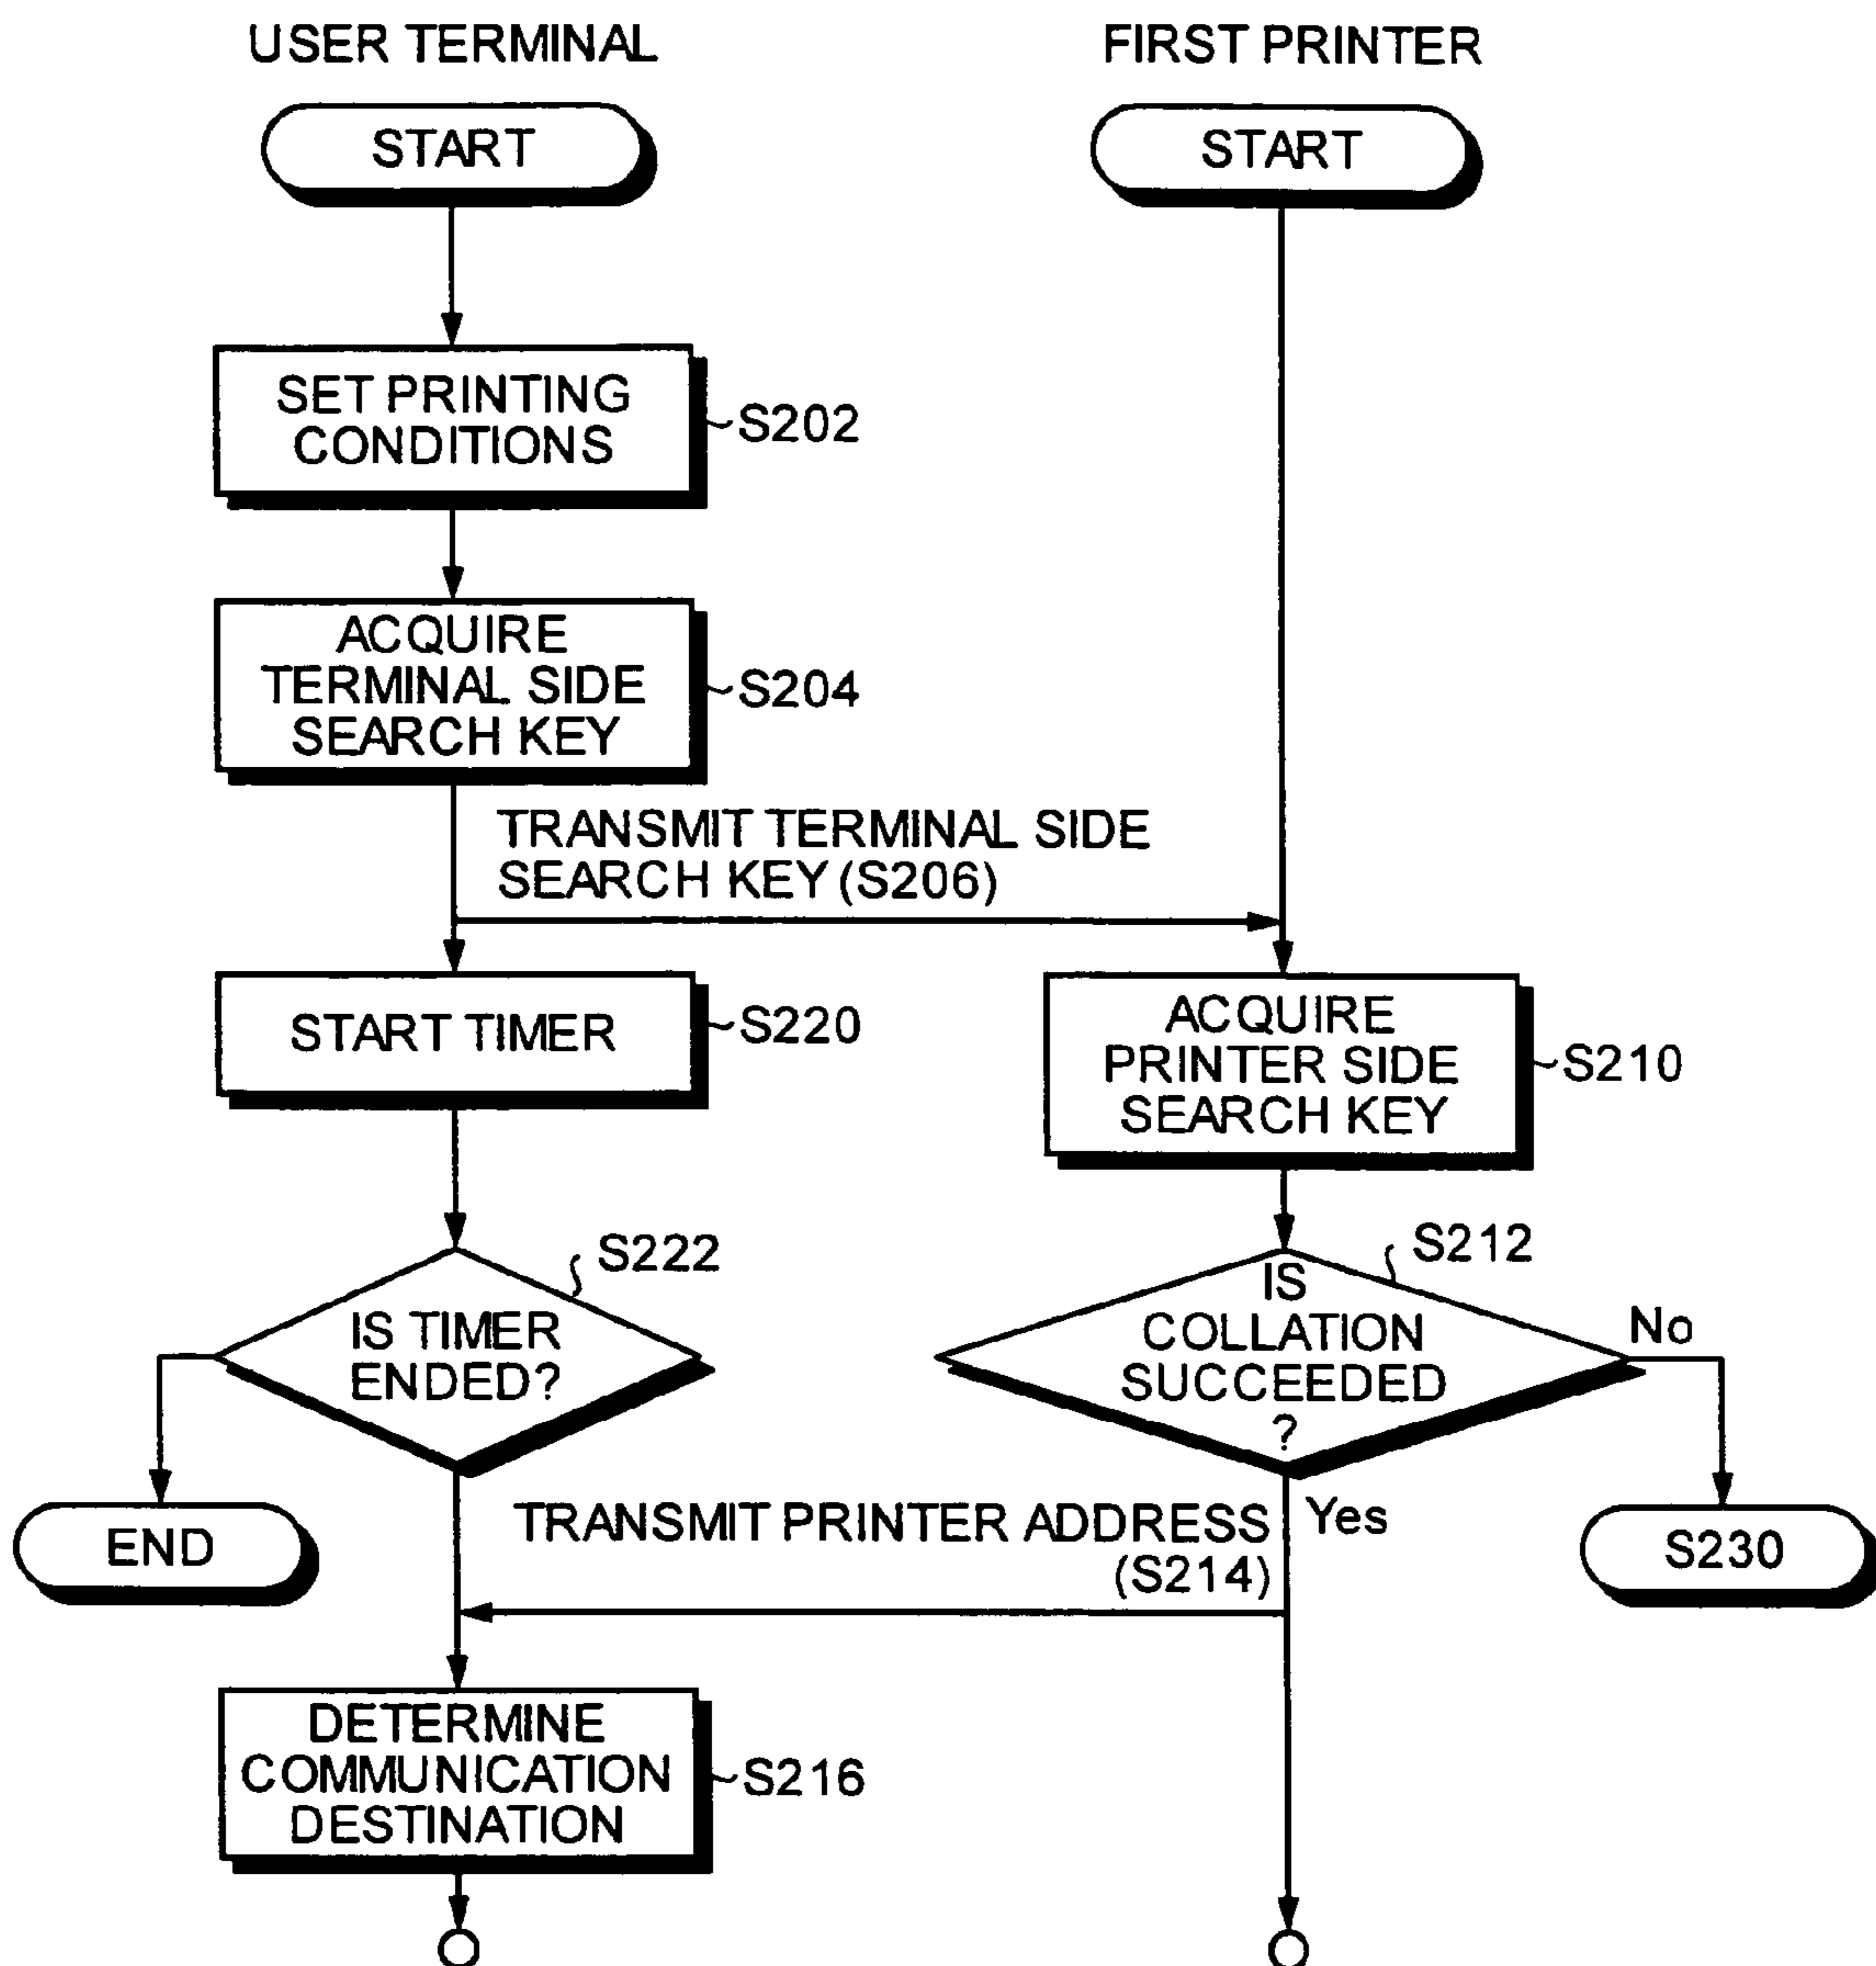 USER TERMINAL
FIRST PRINTER
START
START
SET PRINTING
CONDITIONS
S202
ACQUIRE
TERMINAL SIDE
SEARCH KEY
S204
TRANSMIT TERMINAL SIDE
SEARCH KEY (S206)
START TIMER
S220
ACQUIRE
PRINTER SIDE
SEARCH KEY
S210
S222
IS TIMER
ENDED?
S212
IS
COLLATION
SUCCEEDED
?
No
END
TRANSMIT PRINTER ADDRESS
(S214)
Yes
S230
DETERMINE
COMMUNICATION
DESTINATION
S216